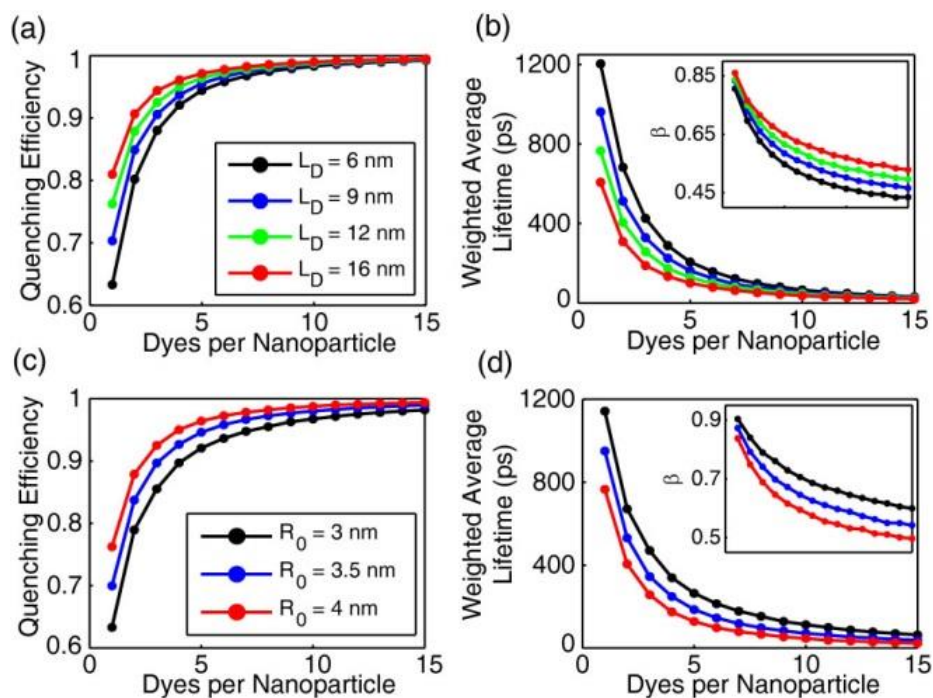 (a)
Quenching Efficiency
1
0.9
0.8
0.7
0.6
L_D = 6 nm
L_D = 9 nm
L_D = 12 nm
L_D = 16 nm
0 5 10 15
Dyes per Nanoparticle
(b)
Weighted Average
Lifetime (ps)
1200
800
400
0
β
0.85
0.65
0.45
0 5 10 15
Dyes per Nanoparticle
(c)
Quenching Efficiency
1
0.9
0.8
0.7
0.6
R_0 = 3 nm
R_0 = 3.5 nm
R_0 = 4 nm
0 5 10 15
Dyes per Nanoparticle
(d)
Weighted Average
Lifetime (ps)
1200
800
400
0
β
0.9
0.7
0.5
0 5 10 15
Dyes per Nanoparticle